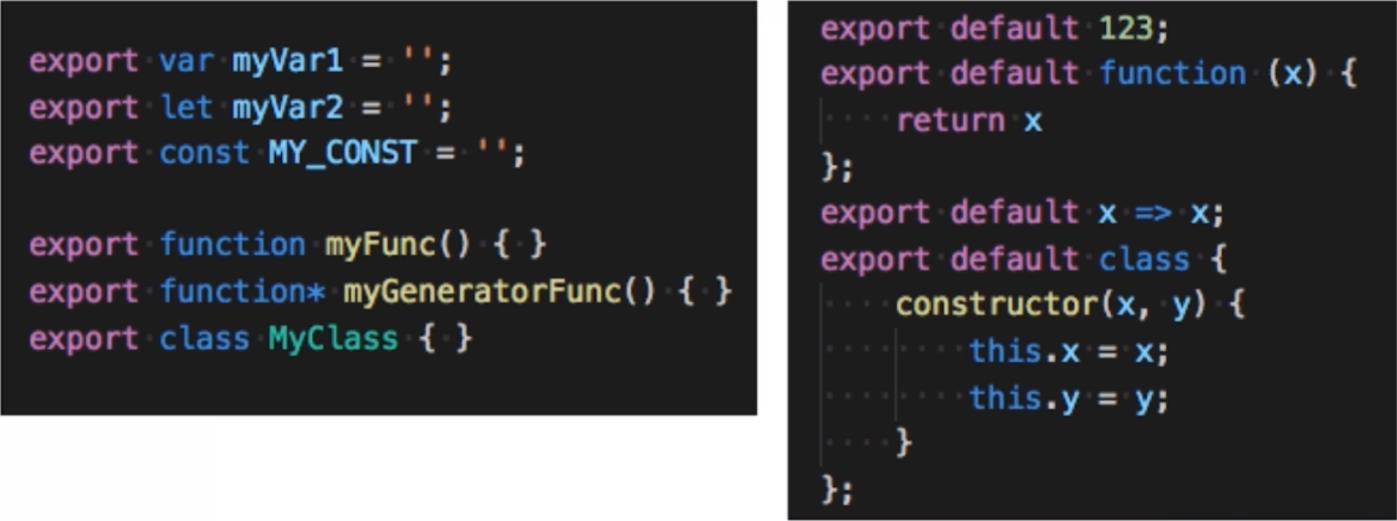 export var myVar1 = '';
export let myVar2 = '';
export const MY_CONST = '';
export function myFunc() { }
export function* myGeneratorFunc() { }
export class MyClass { }
export default 123;
export default function (x) {
    return x
};
export default x => x;
export default class {
    constructor(x, y) {
        this.x = x;
        this.y = y;
    }
};